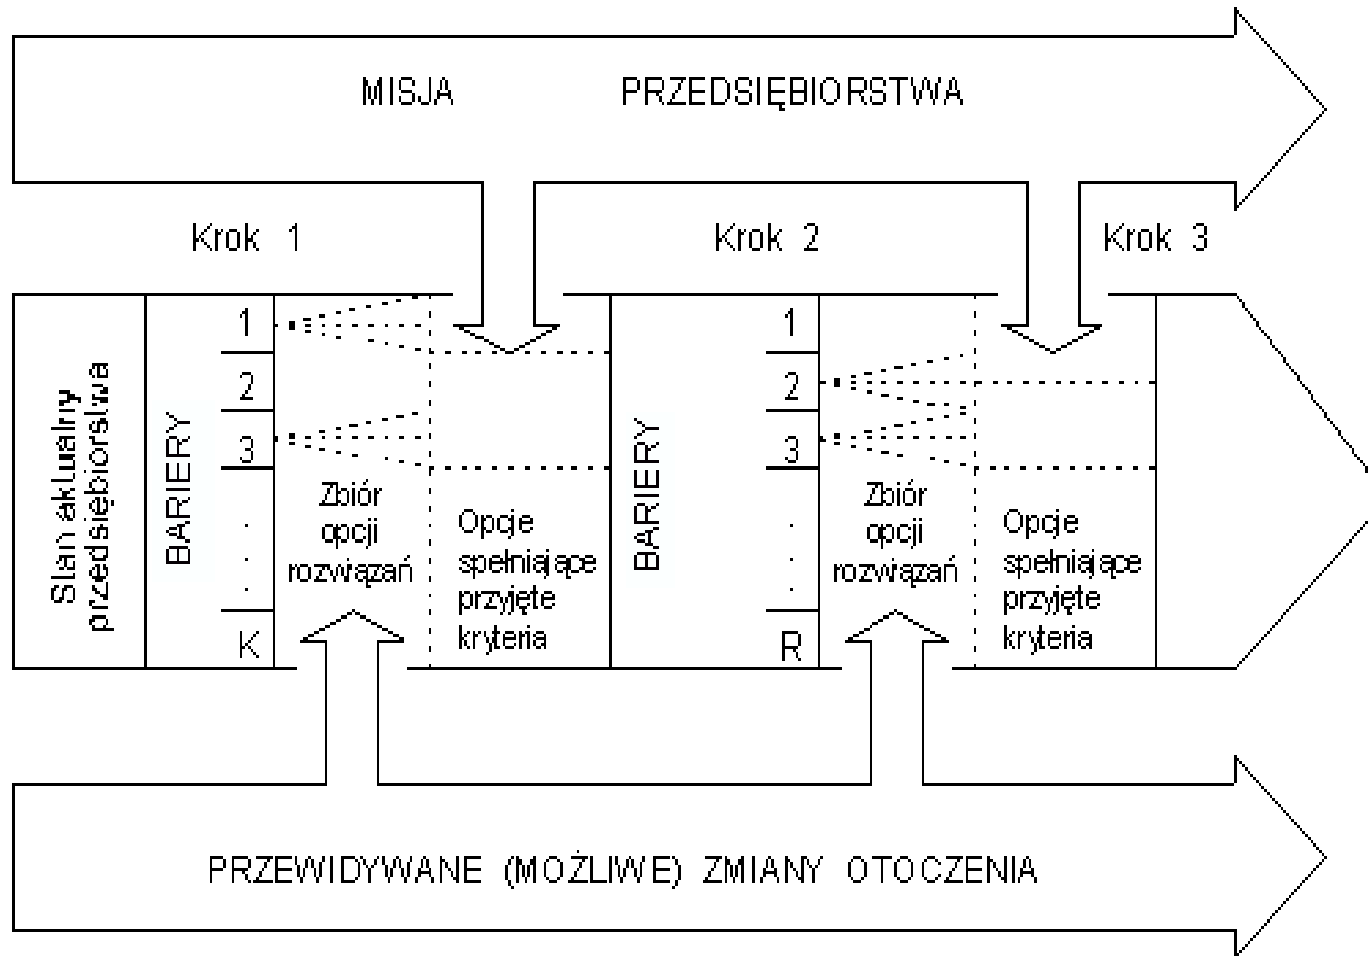 MISJA PRZEDSIĘBIORSTWA
Krok 1
Krok 2
Krok 3
Stan aktualny
przedsiębiorstwa
BARIERY
1
2
3
.
.
.
K
Zbiór
opcji
rozwiązań
Opcje
spełniające
przyjęte
kryteria
BARIERY
1
2
3
.
.
.
R
Zbiór
opcji
rozwiązań
Opcje
spełniające
przyjęte
kryteria
PRZEWIDYWANE (MOŻLIWE) ZMIANY OTOCZENIA